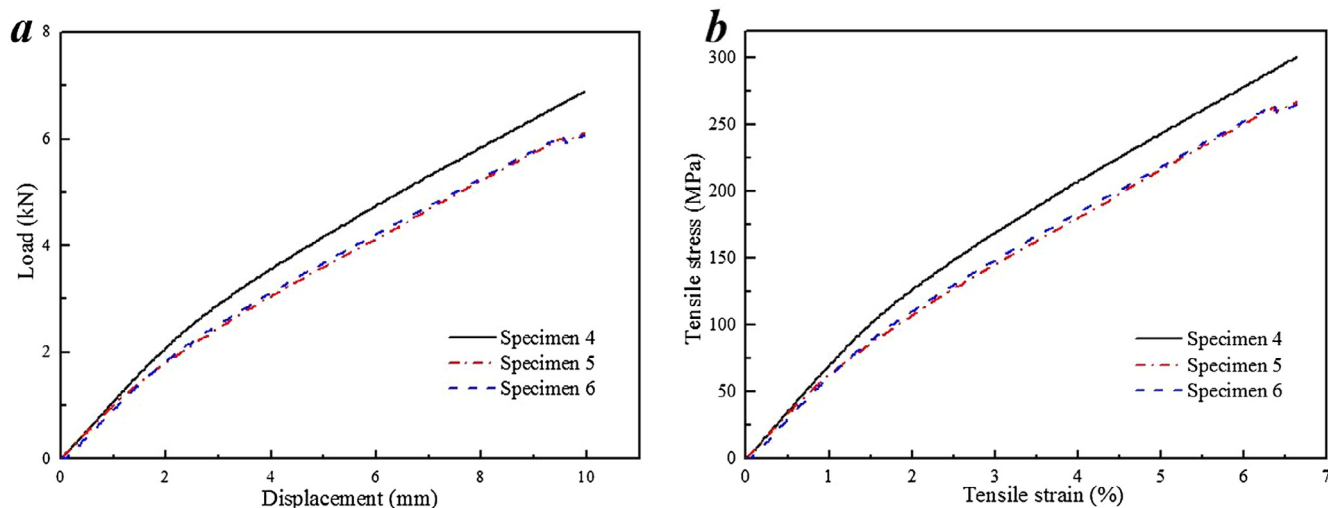 a
8
6
4
2
0
Load (kN)
Specimen 4
Specimen 5
Specimen 6
0 2 4 6 8 10
Displacement (mm)
b
300
250
200
150
100
50
0
Tensile stress (MPa)
Specimen 4
Specimen 5
Specimen 6
0 1 2 3 4 5 6 7
Tensile strain (%)